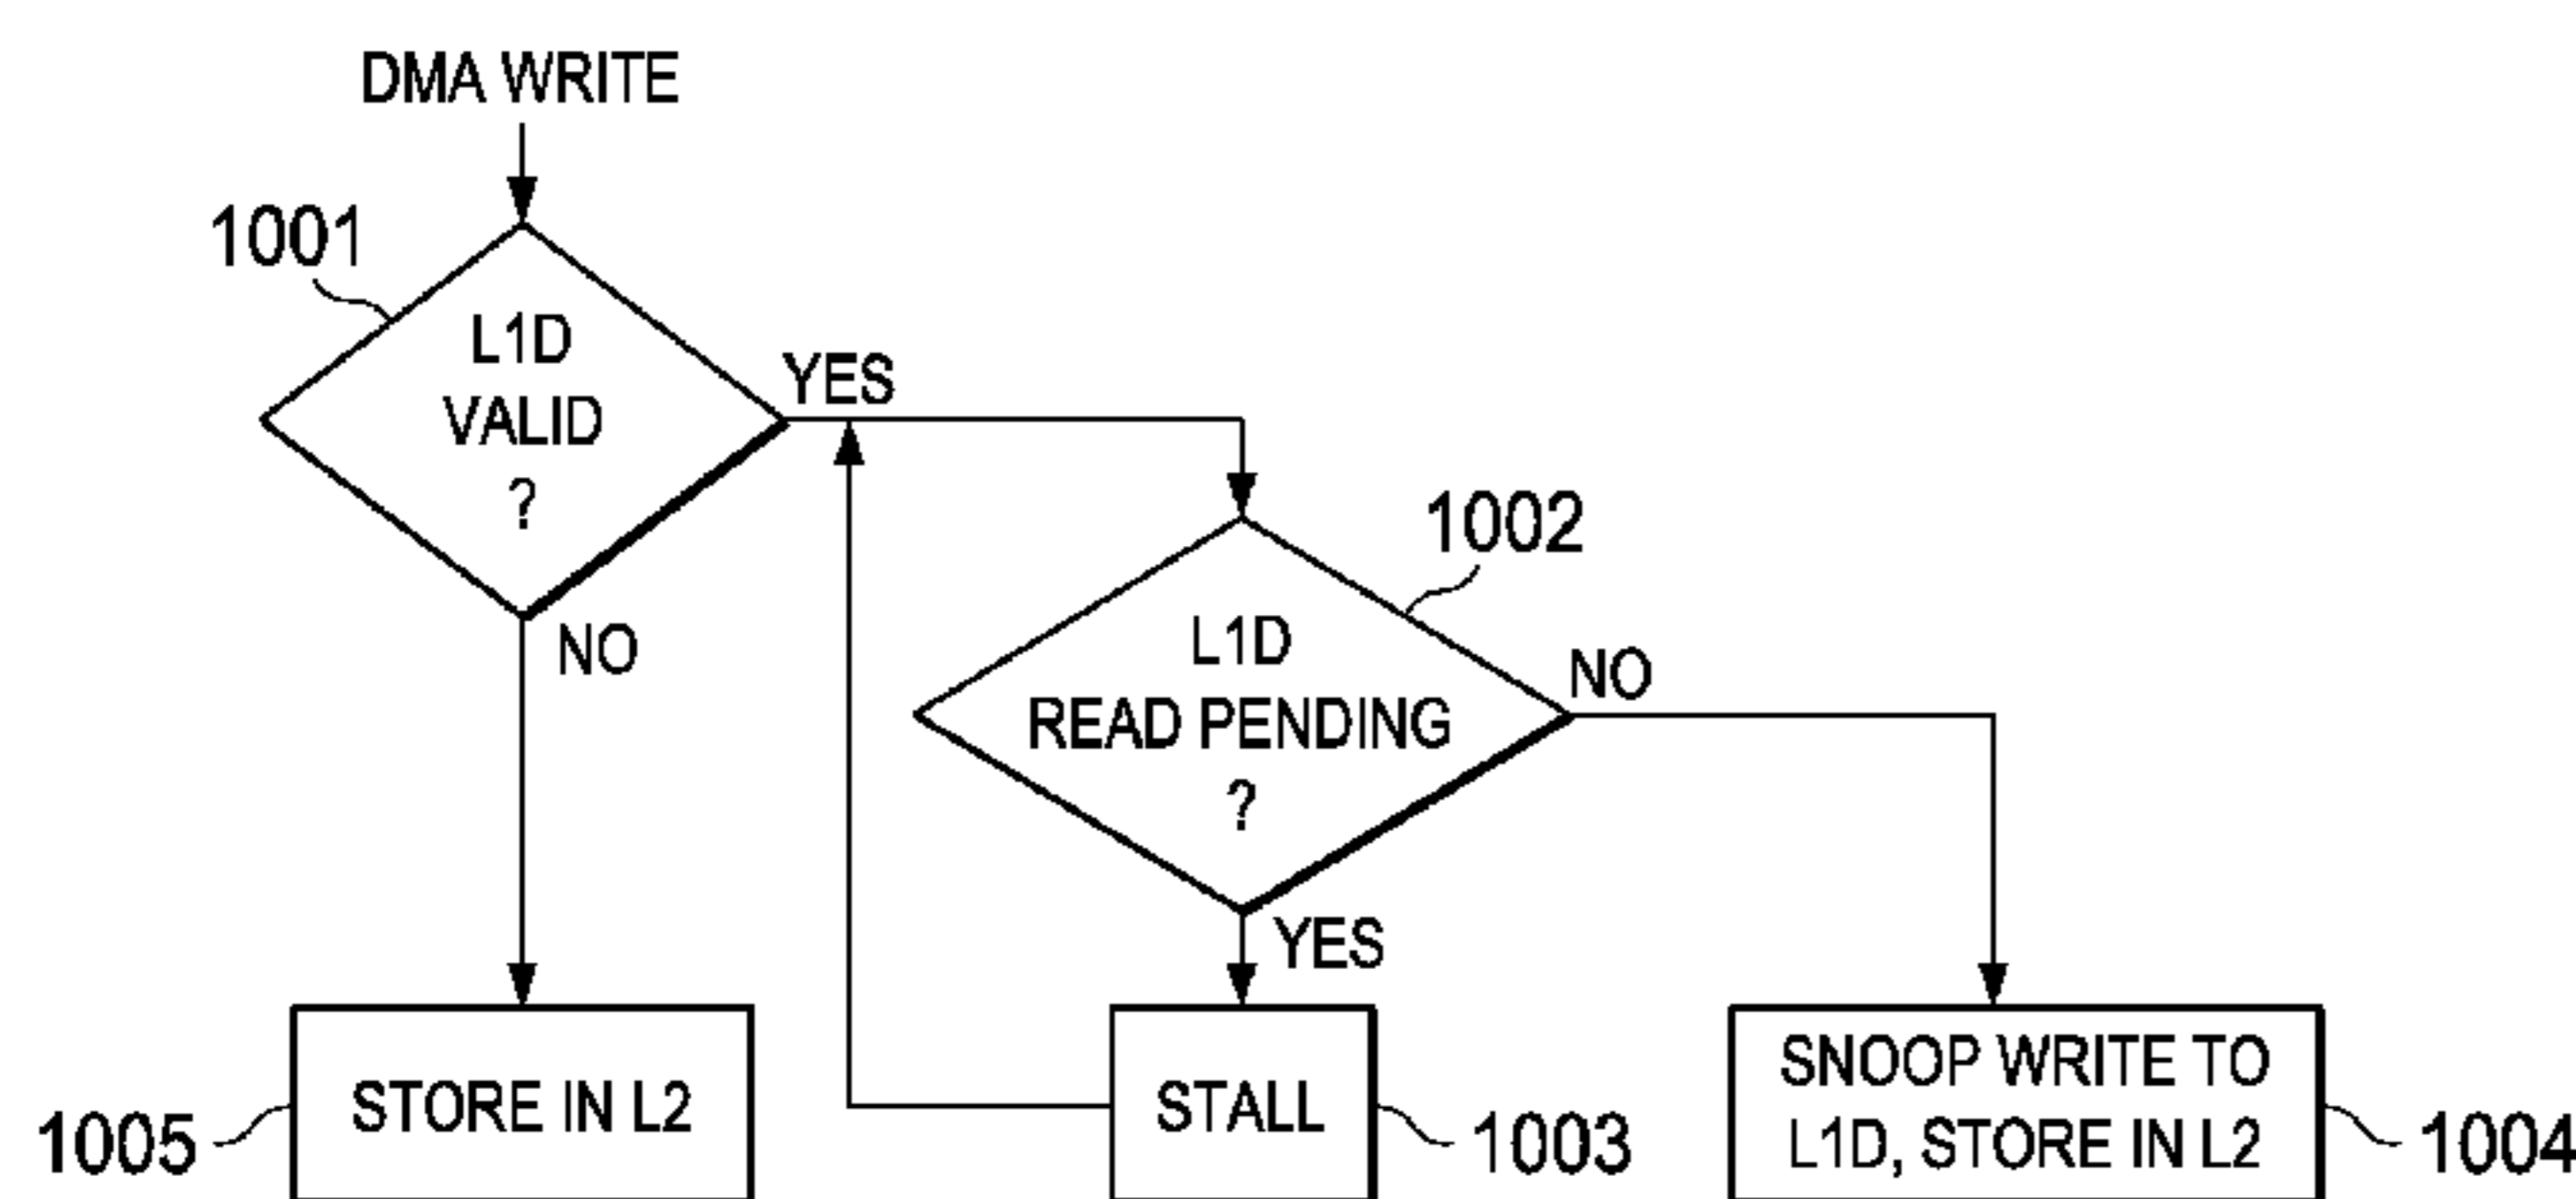 DMA WRITE
1001
L1D
VALID
?
YES
NO
1002
L1D
READ PENDING
?
NO
YES
1005
STORE IN L2
STALL
1003
SNOOP WRITE TO
L1D, STORE IN L2
1004